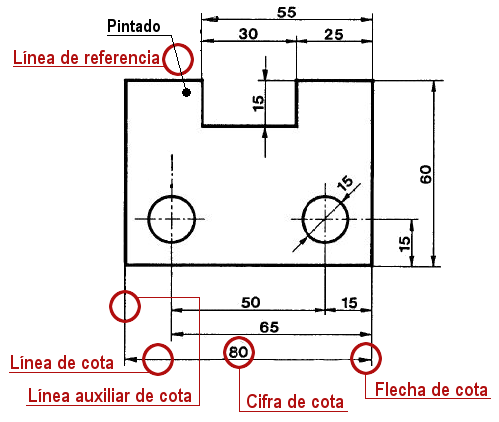 55
Pintado
30
25
Línea de referencia
15
15
60
15
50
15
65
80
Línea de cota
Flecha de cota
Línea auxiliar de cota
Cifra de cota